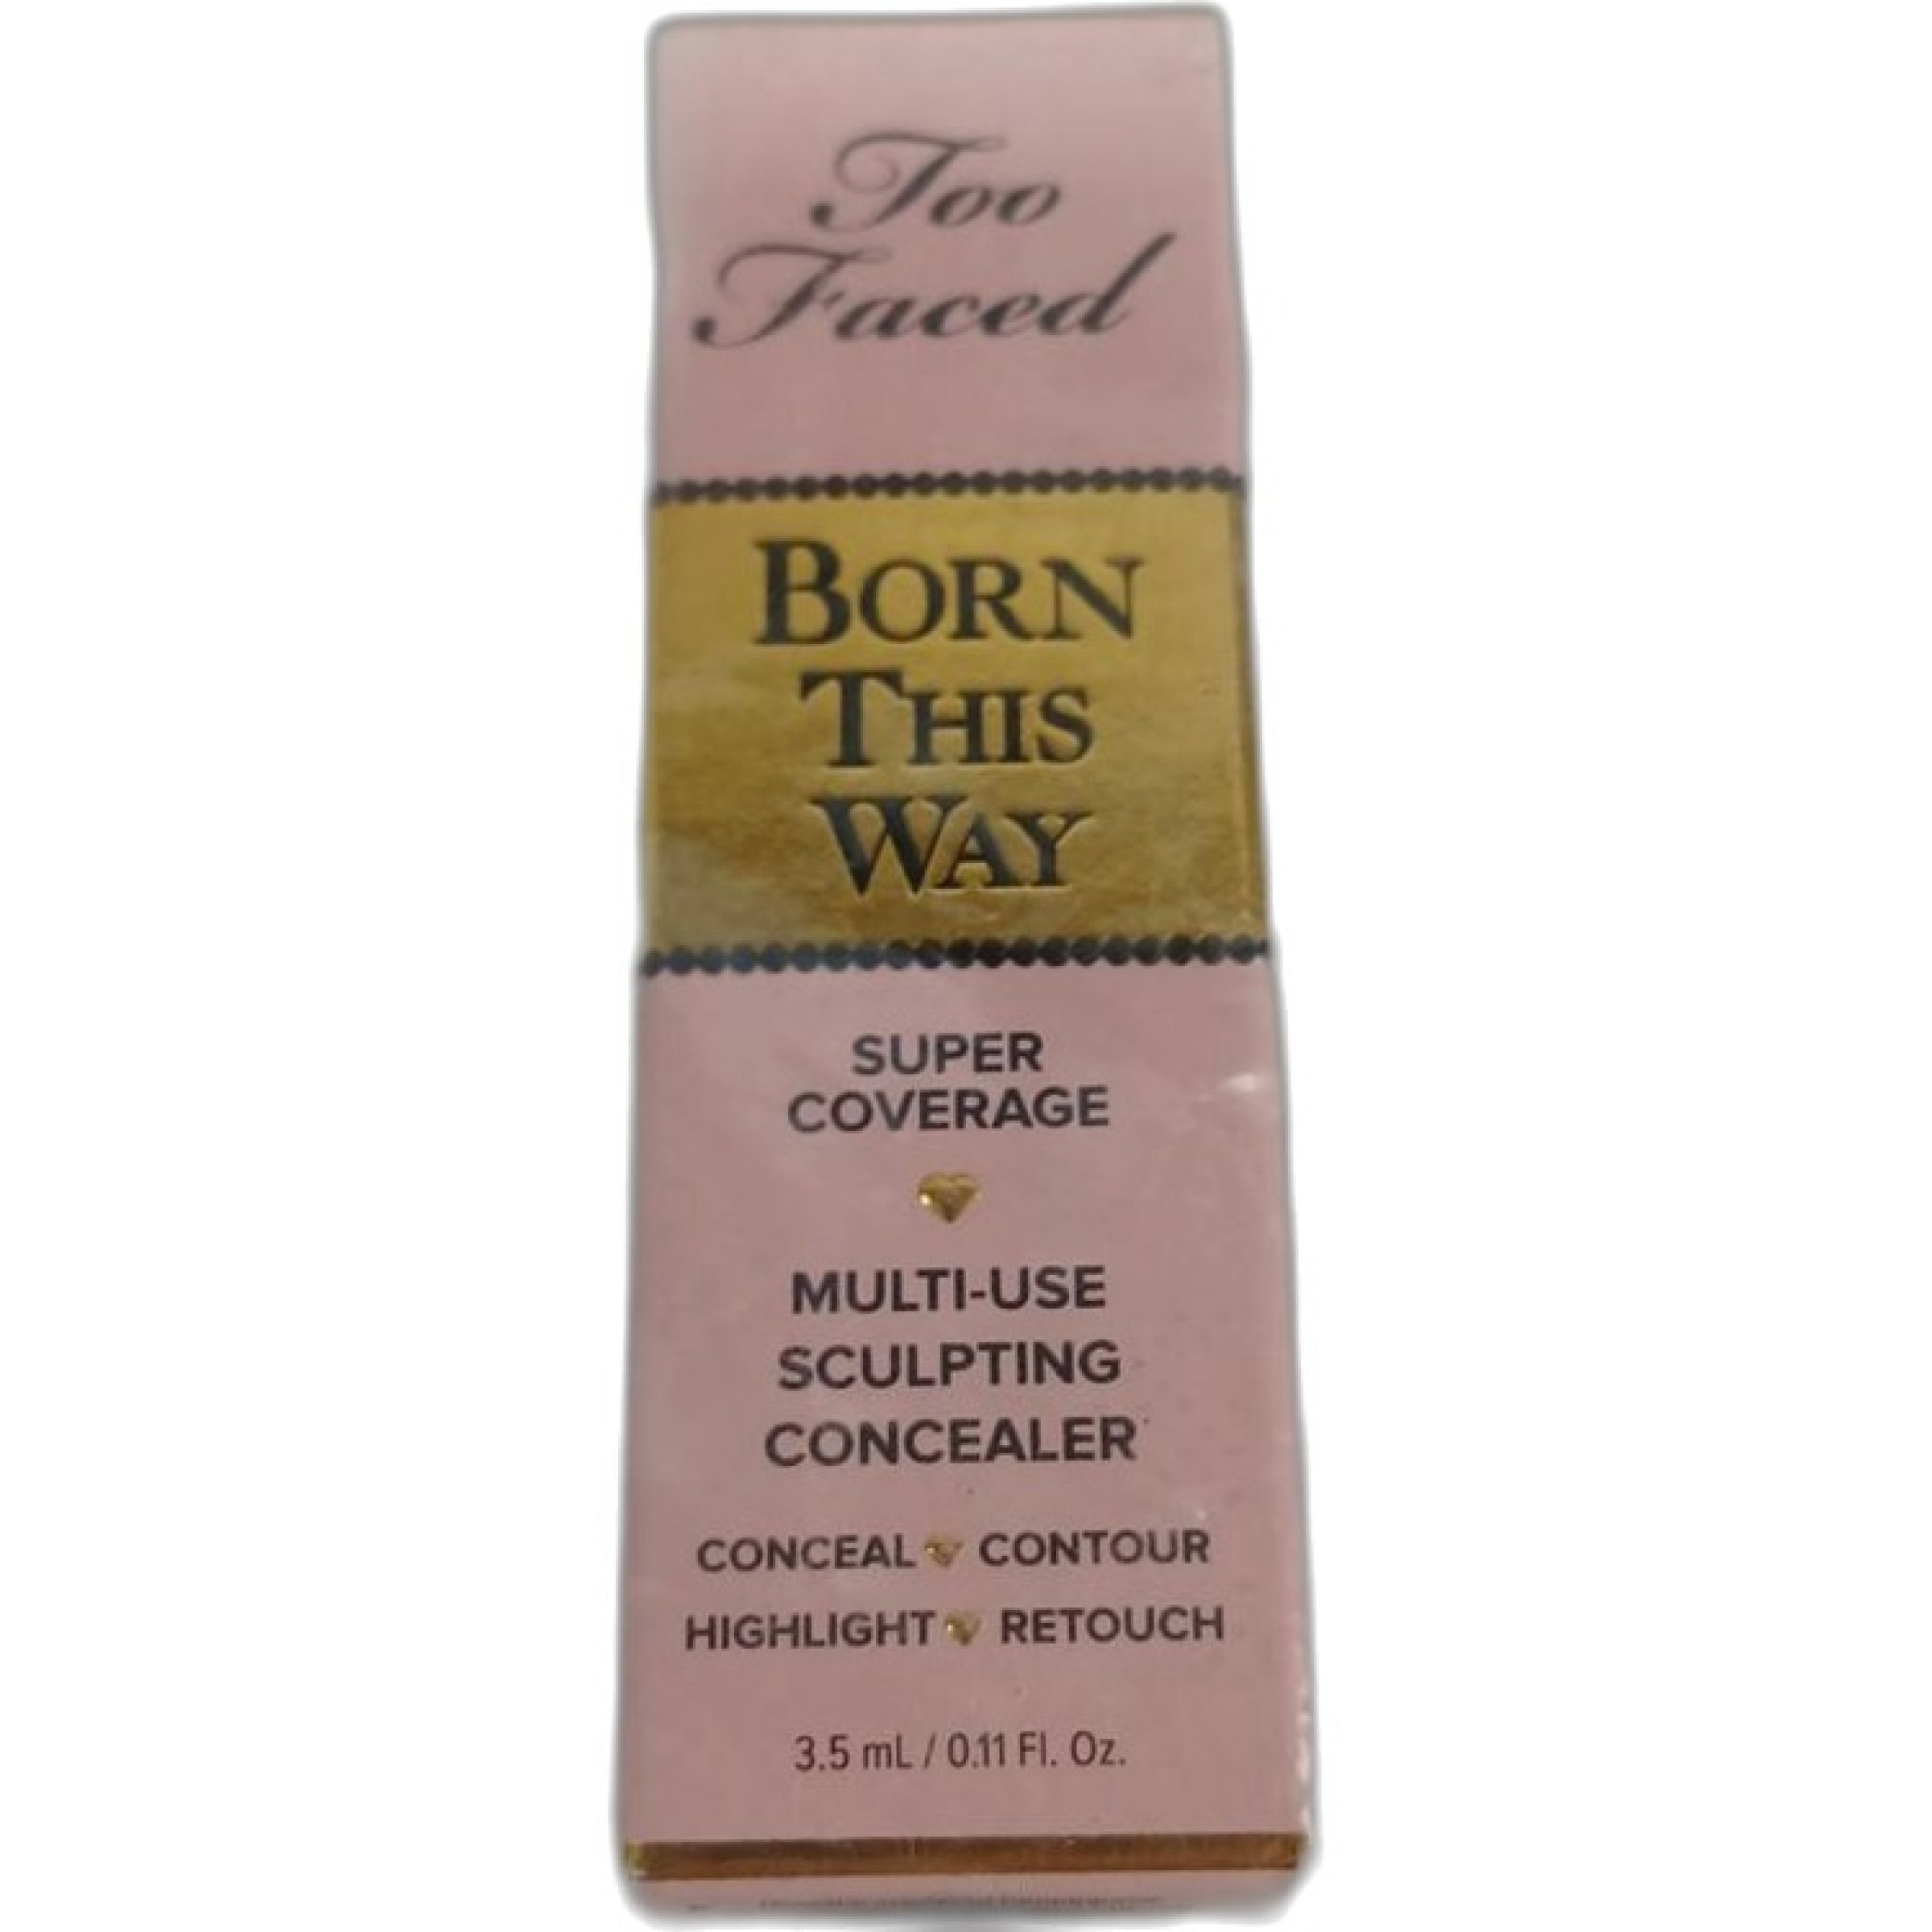 Too
Faced
BORN
THIS
WAY
SUPER
COVERAGE
MULTI-USE
SCULPTING
CONCEALER
CONCEAL CONTOUR
HIGHLIGHT RETOUCH
3.5 mL / 0.11 Fl. Oz.